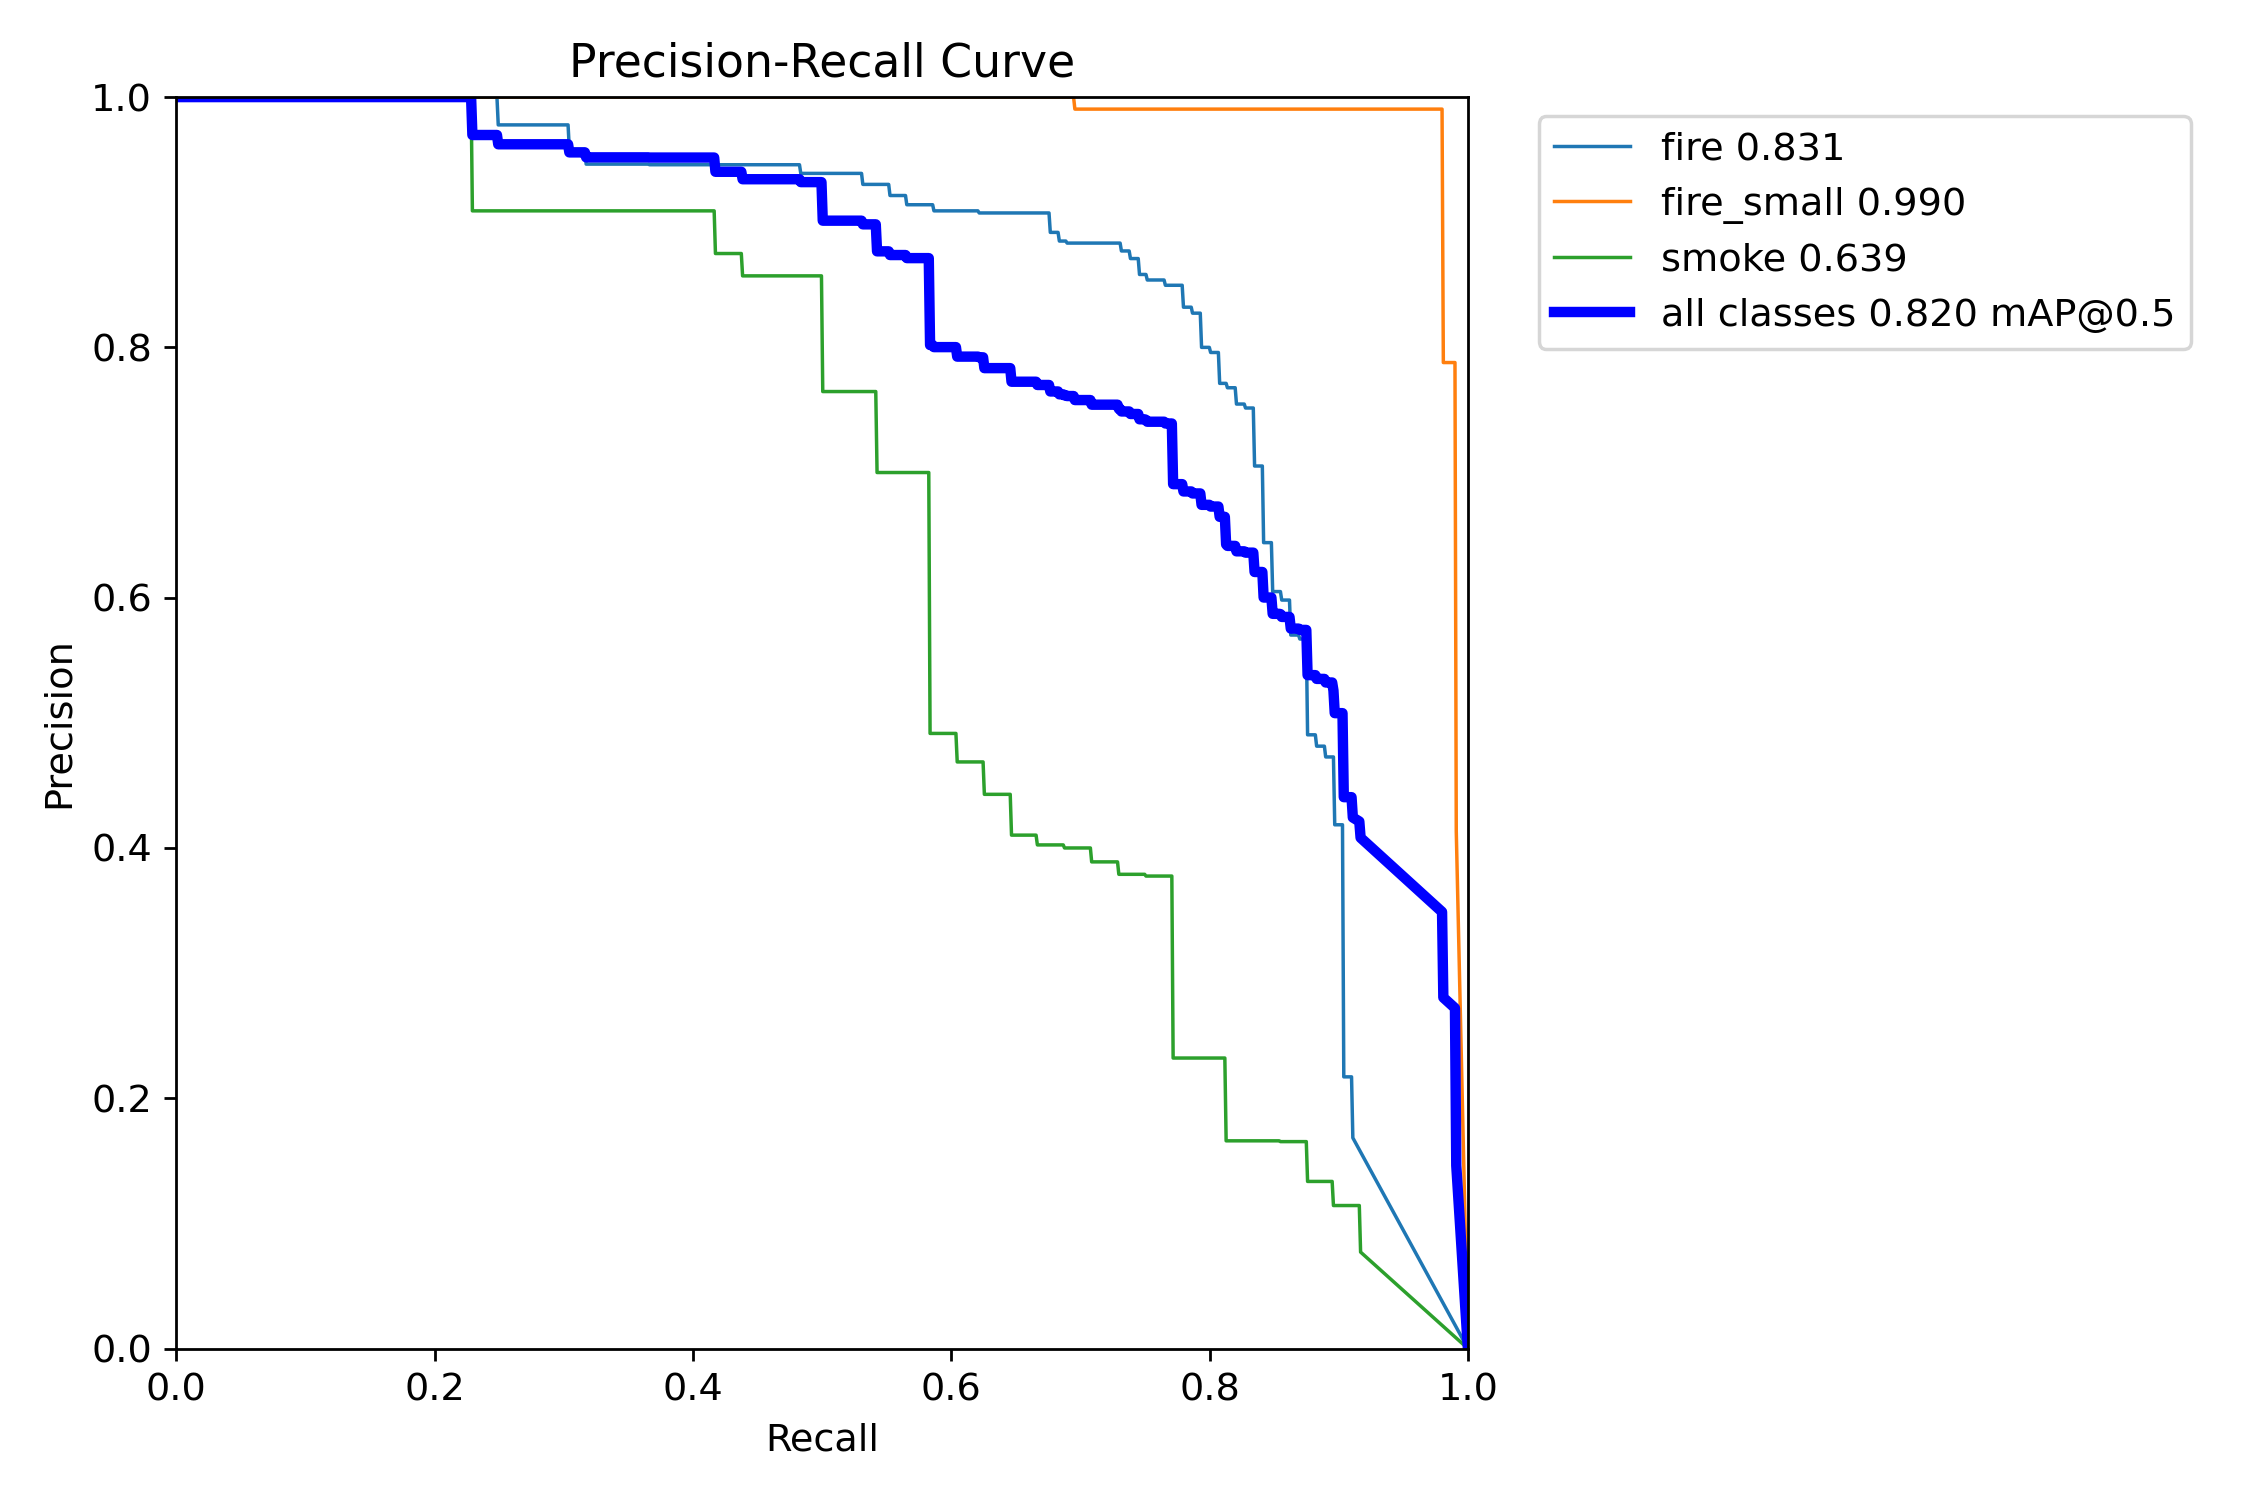 Precision-Recall Curve
1.0
0.8
0.6
0.4
0.2
0.0
Precision
0.0 0.2 0.4 0.6 0.8 1.0
Recall
fire 0.831
fire_small 0.990
smoke 0.639
all classes 0.820 mAP@0.5